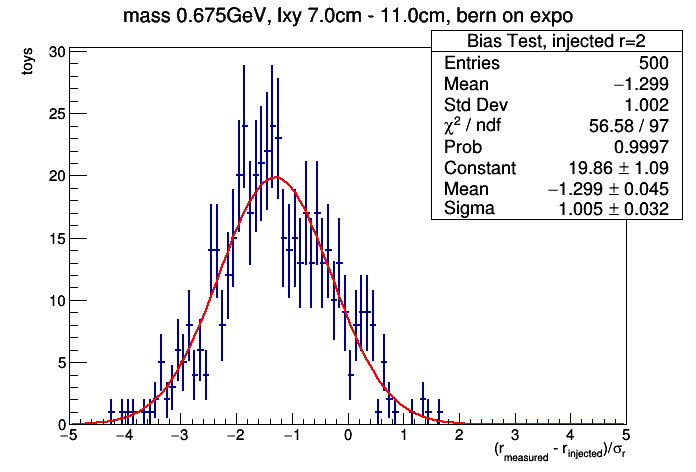 mass 0.675GeV, lxy 7.0cm - 11.0cm, bern on expo
Bias Test, injected r=2
Entries 500
Mean −1.299
Std Dev 1.002
χ² / ndf 56.58 / 97
Prob 0.9997
Constant 19.86 ± 1.09
Mean −1.299 ± 0.045
Sigma 1.005 ± 0.032
toys
30
25
20
15
10
5
0
−5 −4 −3 −2 −1 0 1 2 3 4 5
(r_measured - r_injected)/σ_r